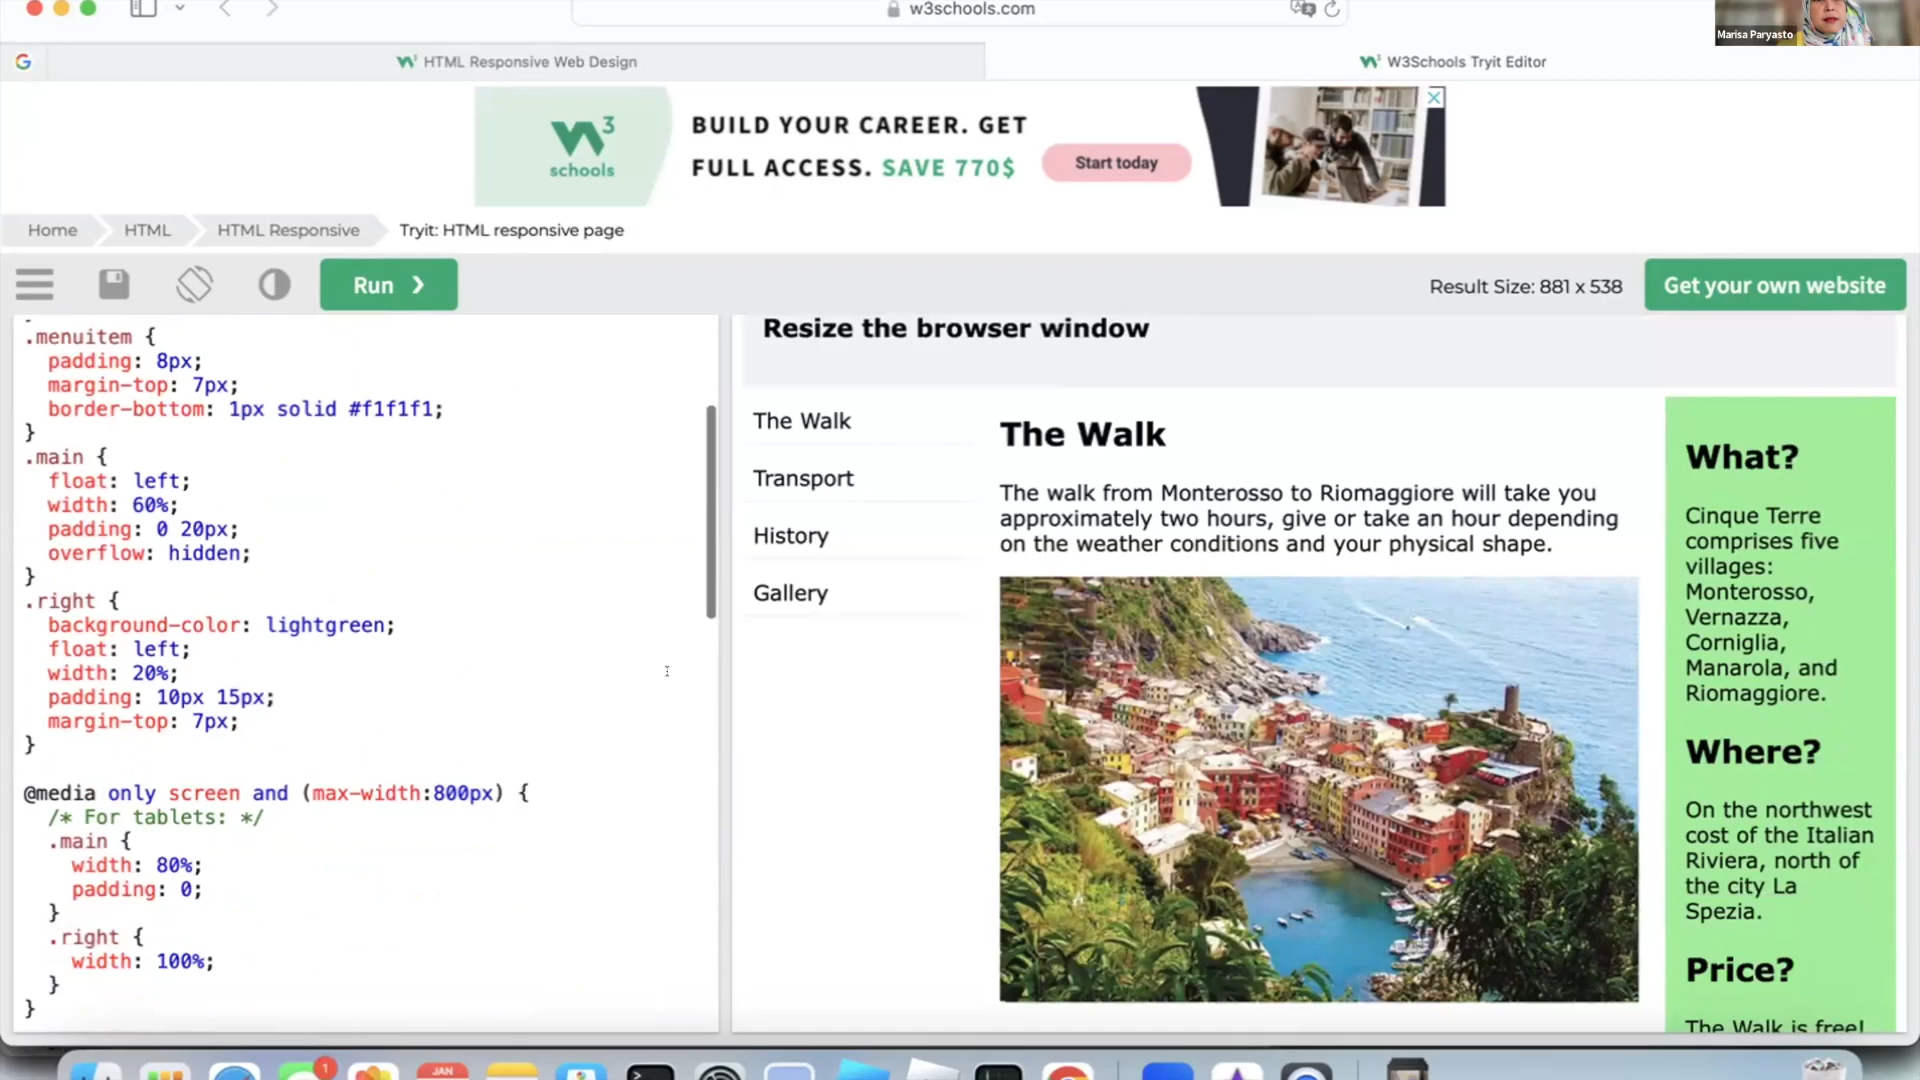 w3schools.com
Marisa Paryasto
HTML Responsive Web Design
W3Schools Tryit Editor
W3 schools
BUILD YOUR CAREER. GET
FULL ACCESS. SAVE 770$
Start today
Home
HTML
HTML Responsive
Tryit: HTML responsive page
Run ❯
Result Size: 881 x 538
Get your own website
.menuitem {
  padding: 8px;
  margin-top: 7px;
  border-bottom: 1px solid #f1f1f1;
}
.main {
  float: left;
  width: 60%;
  padding: 0 20px;
  overflow: hidden;
}
.right {
  background-color: lightgreen;
  float: left;
  width: 20%;
  padding: 10px 15px;
  margin-top: 7px;
}
@media only screen and (max-width:800px) {
  /* For tablets: */
  .main {
    width: 80%;
    padding: 0;
  }
  .right {
    width: 100%;
  }
}
Resize the browser window
The Walk
Transport
History
Gallery
The Walk
The walk from Monterosso to Riomaggiore will take you
approximately two hours, give or take an hour depending
on the weather conditions and your physical shape.
What?
Cinque Terre
comprises five
villages:
Monterosso,
Vernazza,
Corniglia,
Manarola, and
Riomaggiore.
Where?
On the northwest
cost of the Italian
Riviera, north of
the city La
Spezia.
Price?
The Walk is free!
1
JAN